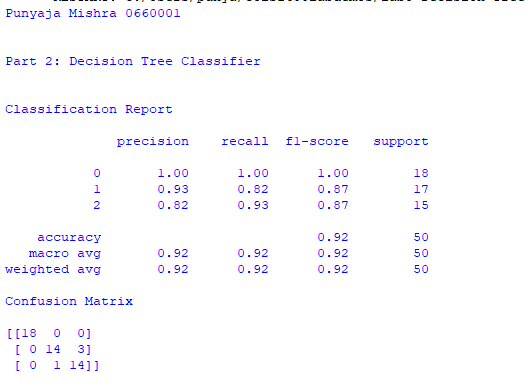 Punyaja Mishra 0660001
Part 2: Decision Tree Classifier
Classification Report
precision recall f1-score support
0 1.00 1.00 1.00 18
1 0.93 0.82 0.87 17
2 0.82 0.93 0.87 15
accuracy 0.92 50
macro avg 0.92 0.92 0.92 50
weighted avg 0.92 0.92 0.92 50
Confusion Matrix
[[18 0 0]
[ 0 14 3]
[ 0 1 14]]